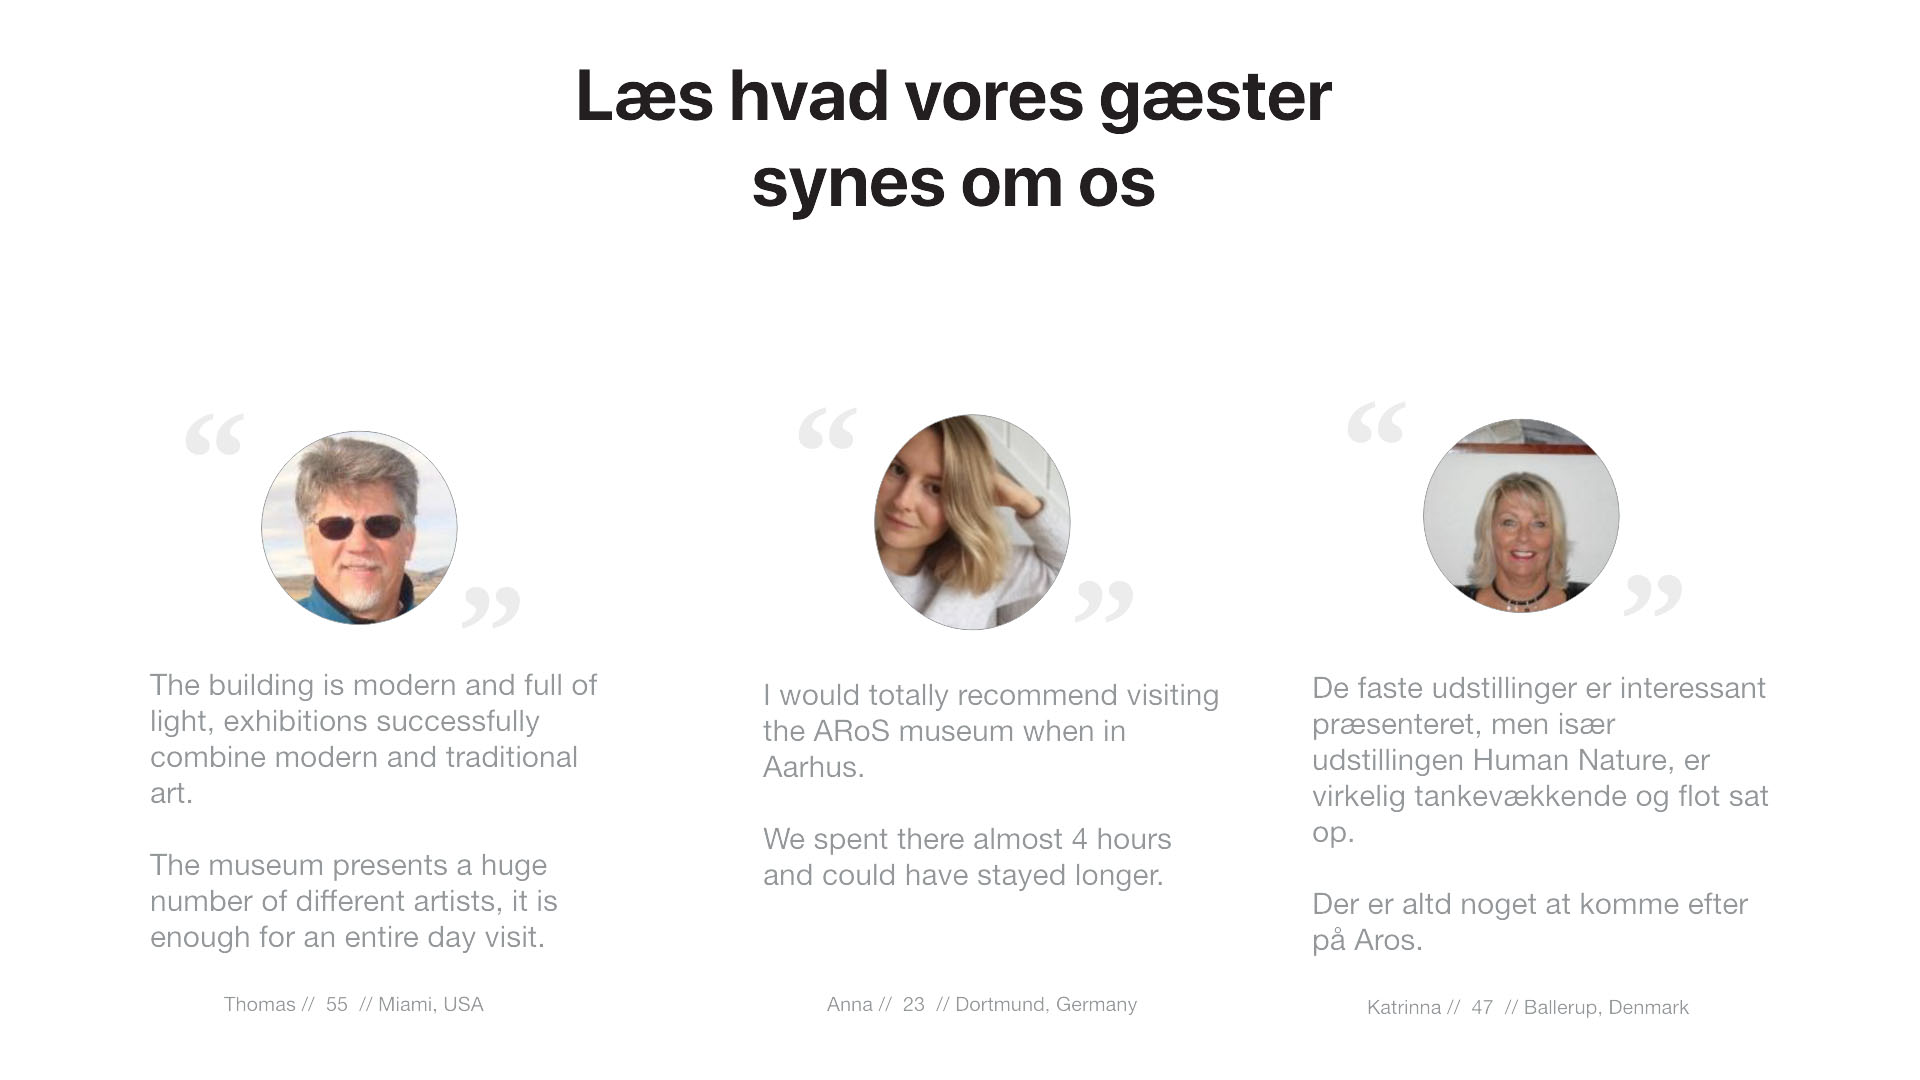 Læs hvad vores gæster
synes om os
“
”
The building is modern and full of
light, exhibitions successfully
combine modern and traditional
art.
The museum presents a huge
number of different artists, it is
enough for an entire day visit.
Thomas // 55 // Miami, USA
“
”
I would totally recommend visiting
the ARoS museum when in
Aarhus.
We spent there almost 4 hours
and could have stayed longer.
Anna // 23 // Dortmund, Germany
“
”
De faste udstillinger er interessant
præsenteret, men især
udstillingen Human Nature, er
virkelig tankevækkende og flot sat
op.
Der er altd noget at komme efter
på Aros.
Katrinna // 47 // Ballerup, Denmark